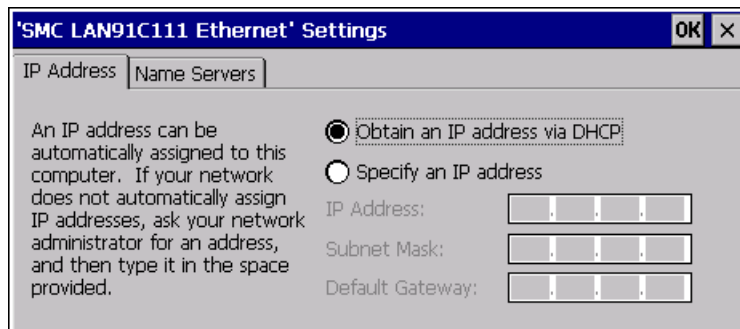 'SMC LAN91C111 Ethernet' Settings OK ×
IP Address Name Servers
An IP address can be
automatically assigned to this
computer. If your network
does not automatically assign
IP addresses, ask your network
administrator for an address,
and then type it in the space
provided.
Obtain an IP address via DHCP
Specify an IP address
IP Address:
Subnet Mask:
Default Gateway: